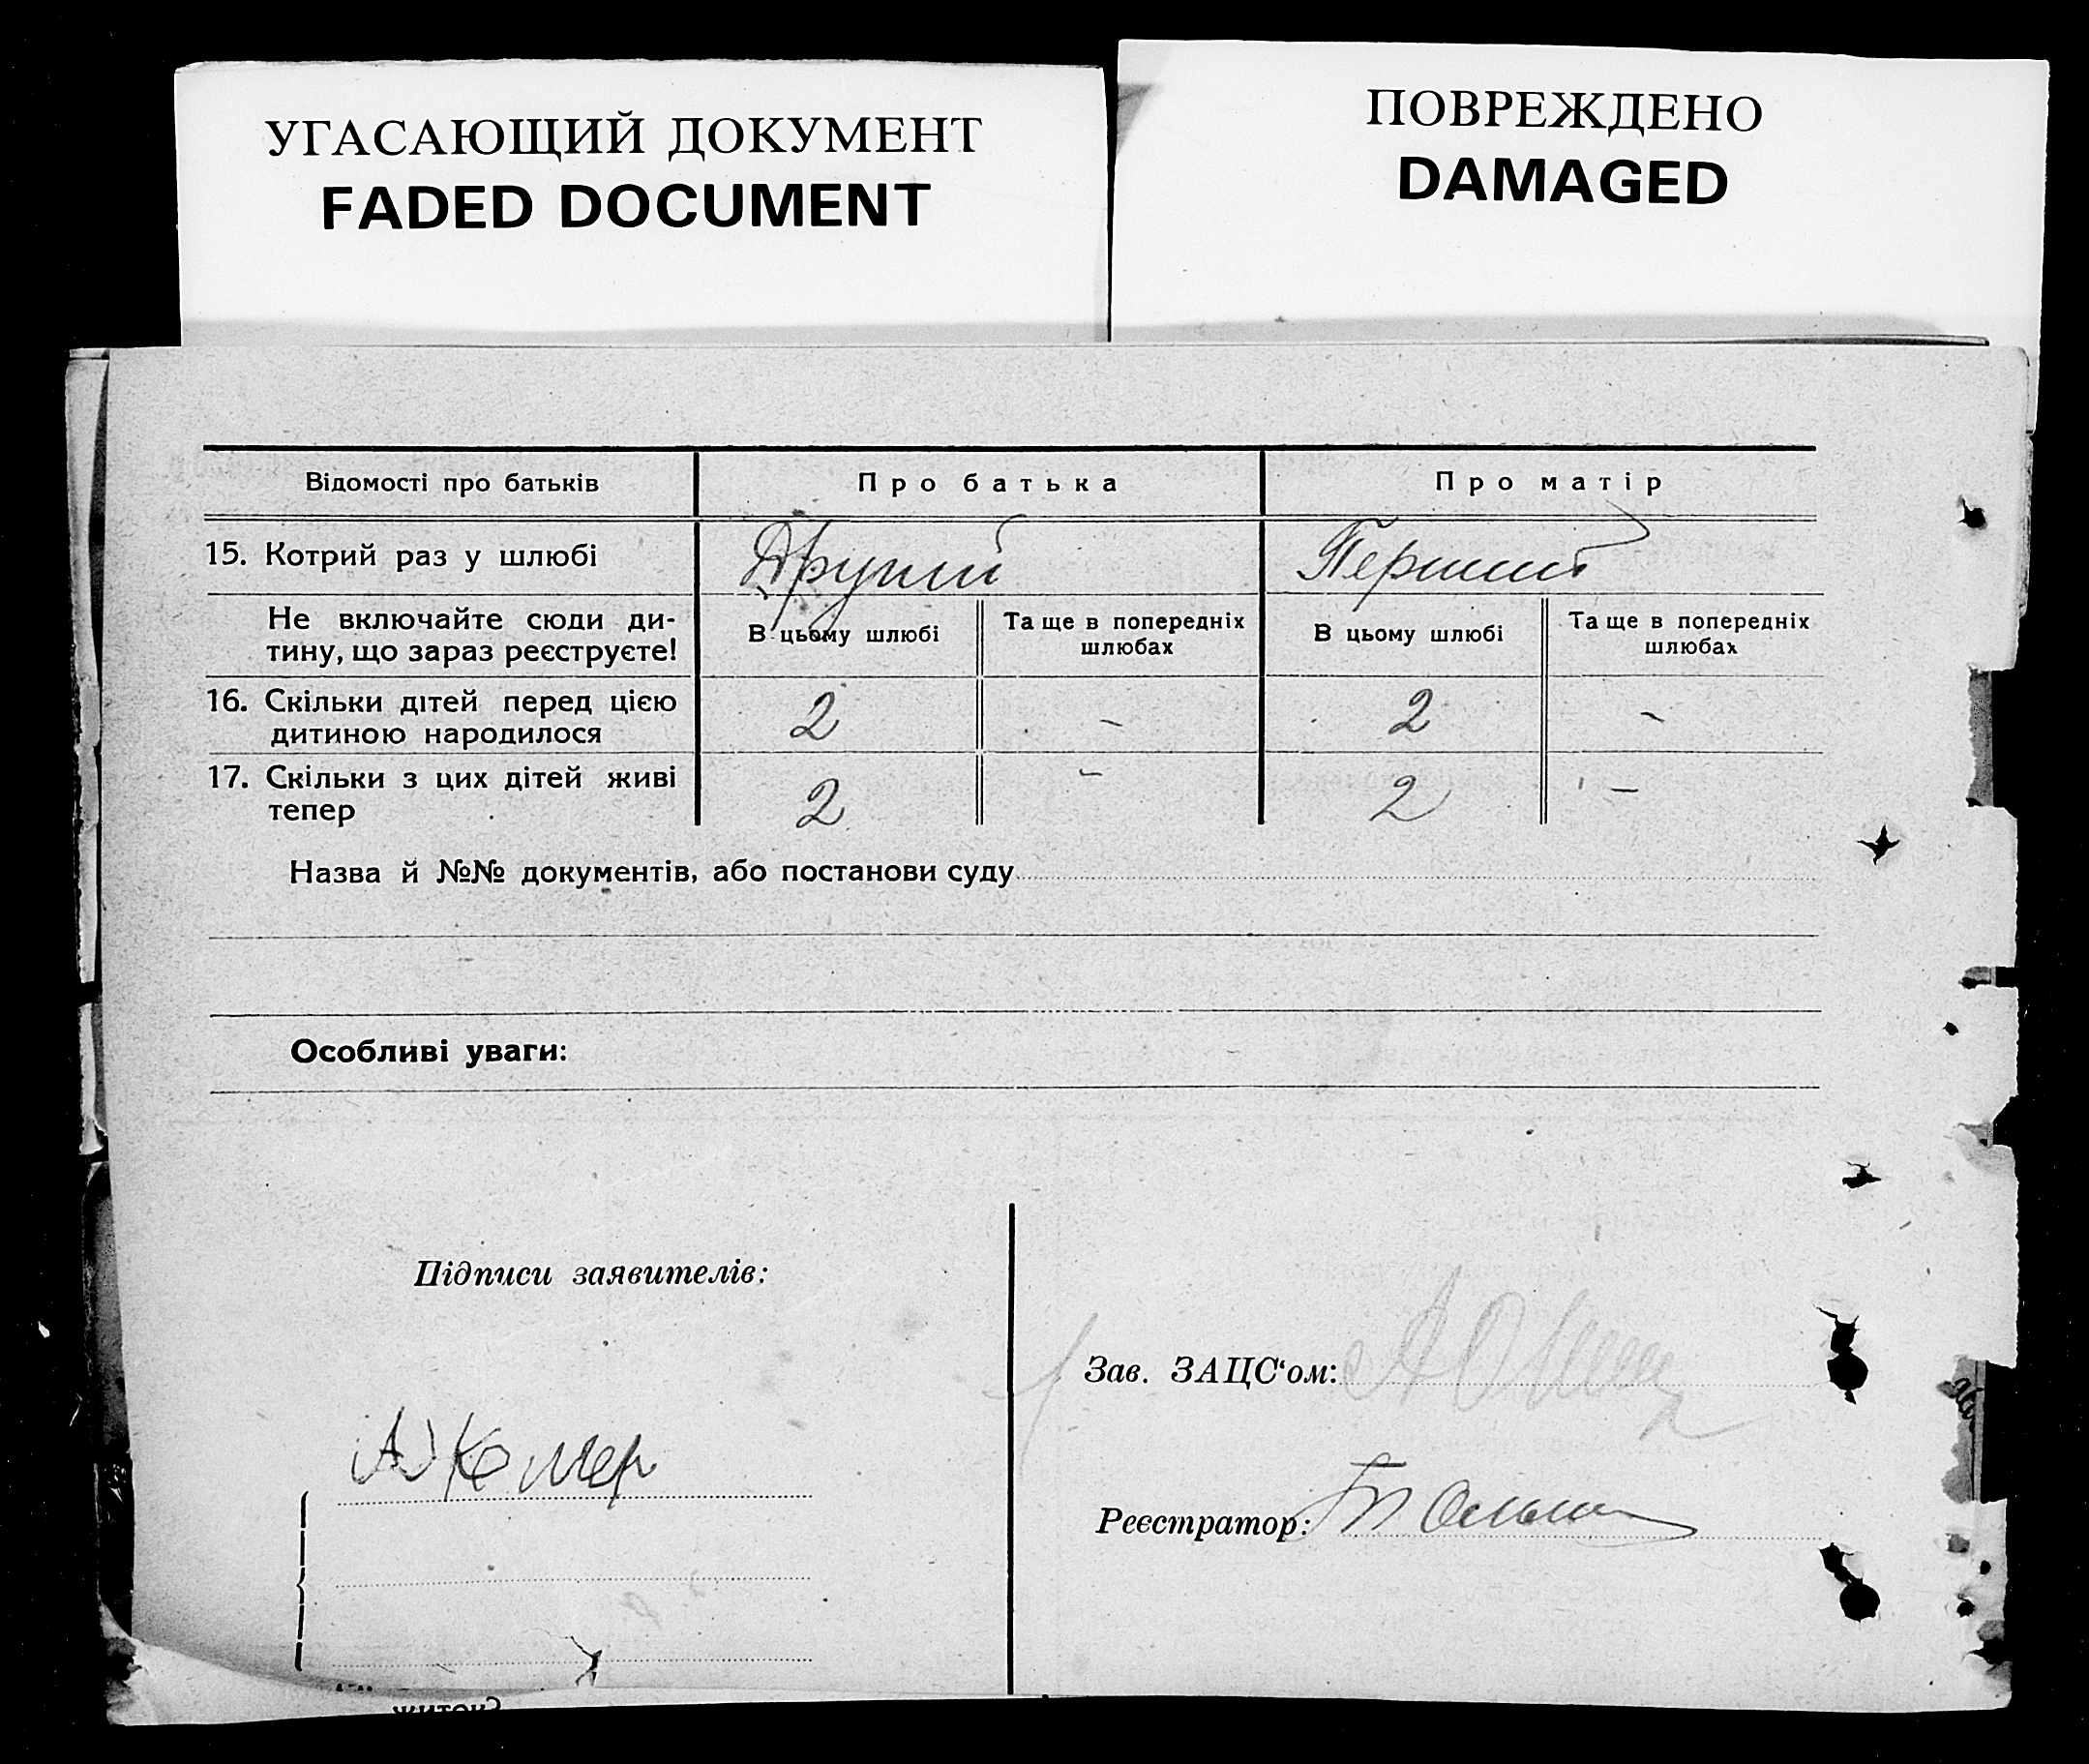 УГАСАЮЩИЙ ДОКУМЕНТ
FADED DOCUMENT
ПОВРЕЖДЕНО
DAMAGED
Відомості про батьків
Про батька
Про матір
15. Котрий раз у шлюбі
Другий
Перший
Не включайте сюди ди-
тину, що зараз реєструєте!
В цьому шлюбі
Та ще в попередніх
шлюбах
В цьому шлюбі
Та ще в попередніх
шлюбах
16. Скільки дітей перед цією
дитиною народилося
2
-
2
-
17. Скільки з цих дітей живі
тепер
2
-
2
-
Назва й №№ документів, або постанови суду
Особливі уваги:
Підписи заявителів:
Зав. ЗАЦС‘ом:
Реєстратор: